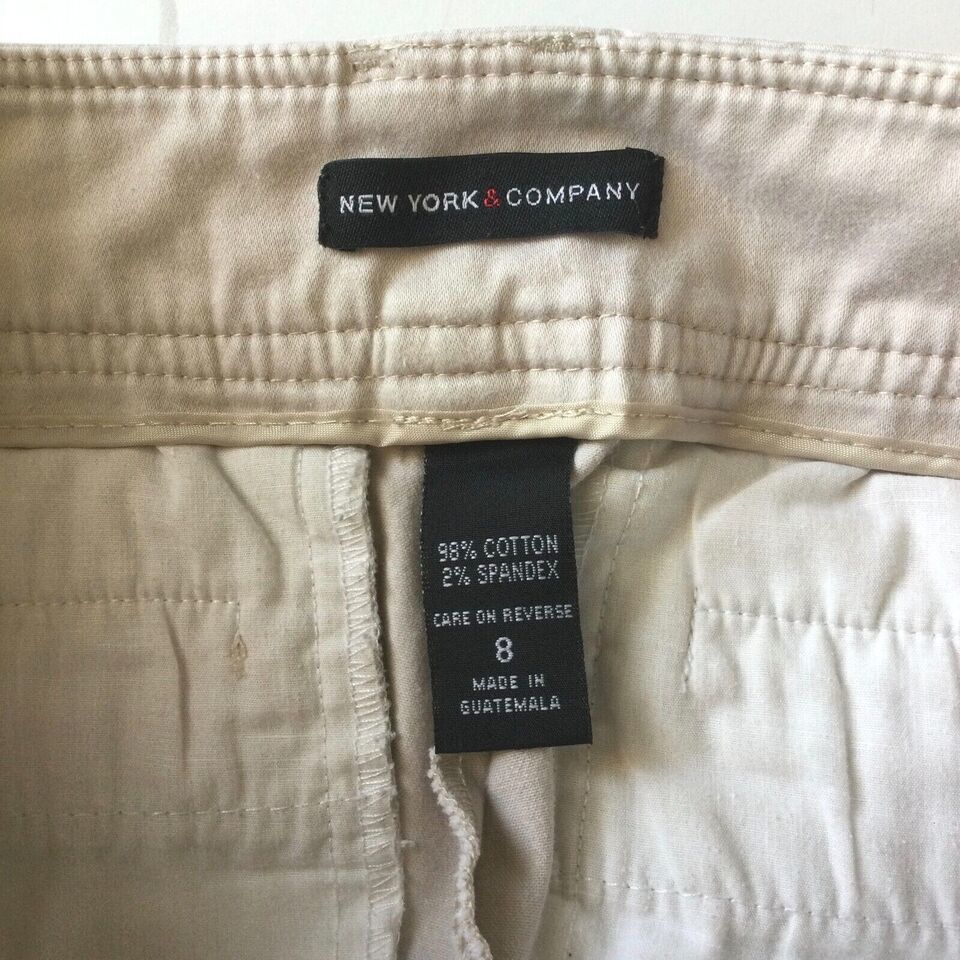 NEW YORK & COMPANY
98% COTTON
2% SPANDEX
CARE ON REVERSE
8
MADE IN
GUATEMALA